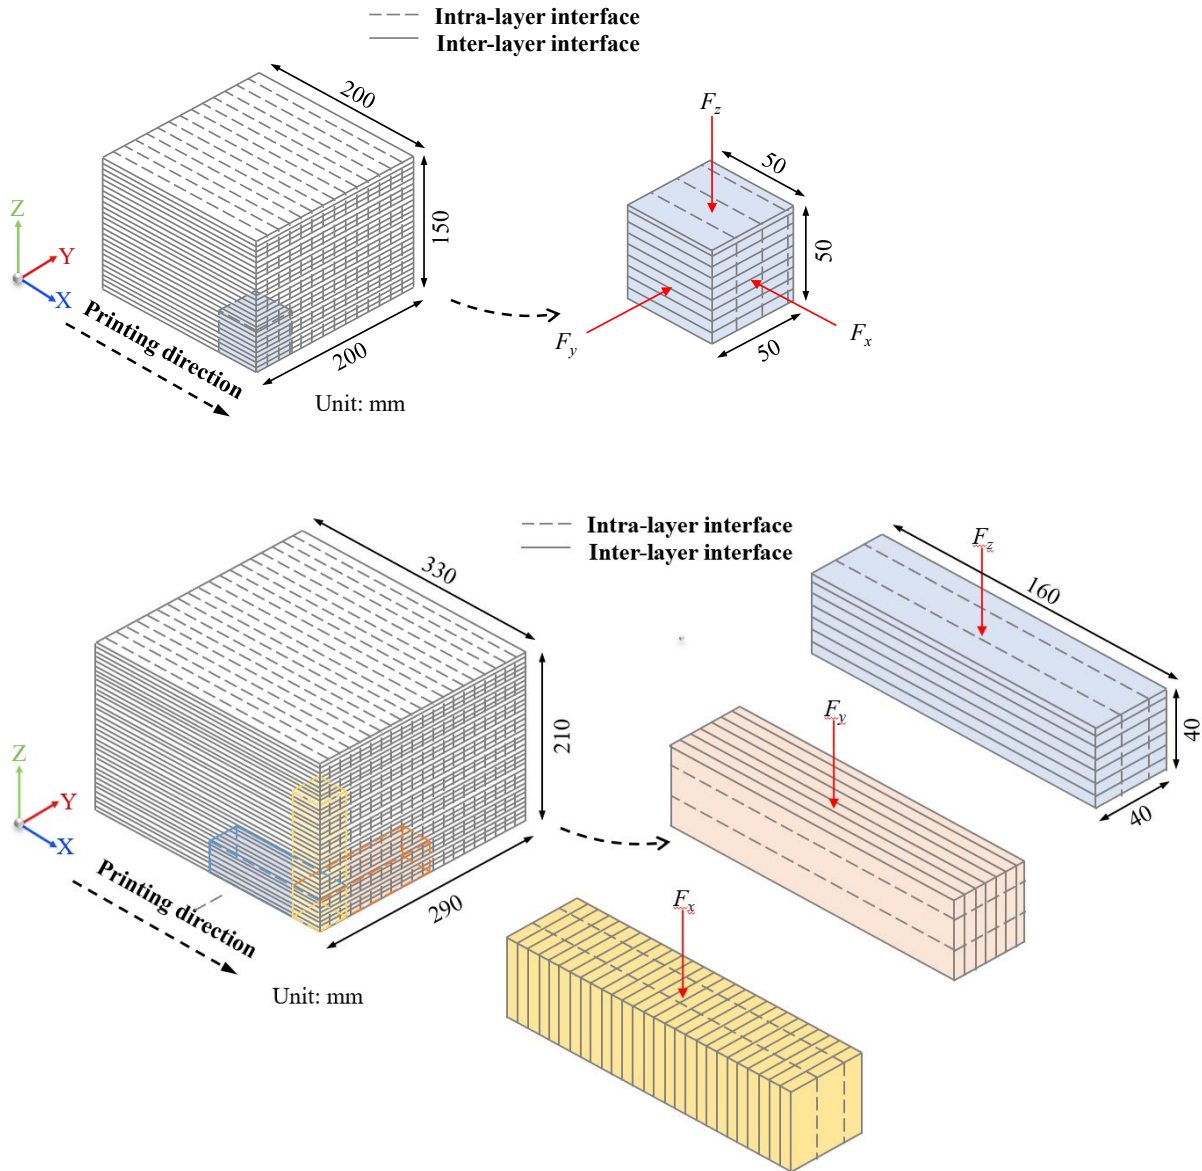 Intra-layer interface
Inter-layer interface
200
150
200
Z
Y
X
Printing direction
Unit: mm
F_z
50
50
50
F_y
F_x
Intra-layer interface
Inter-layer interface
330
210
290
Z
Y
X
Printing direction
Unit: mm
F_z
160
40
40
F_y
F_x